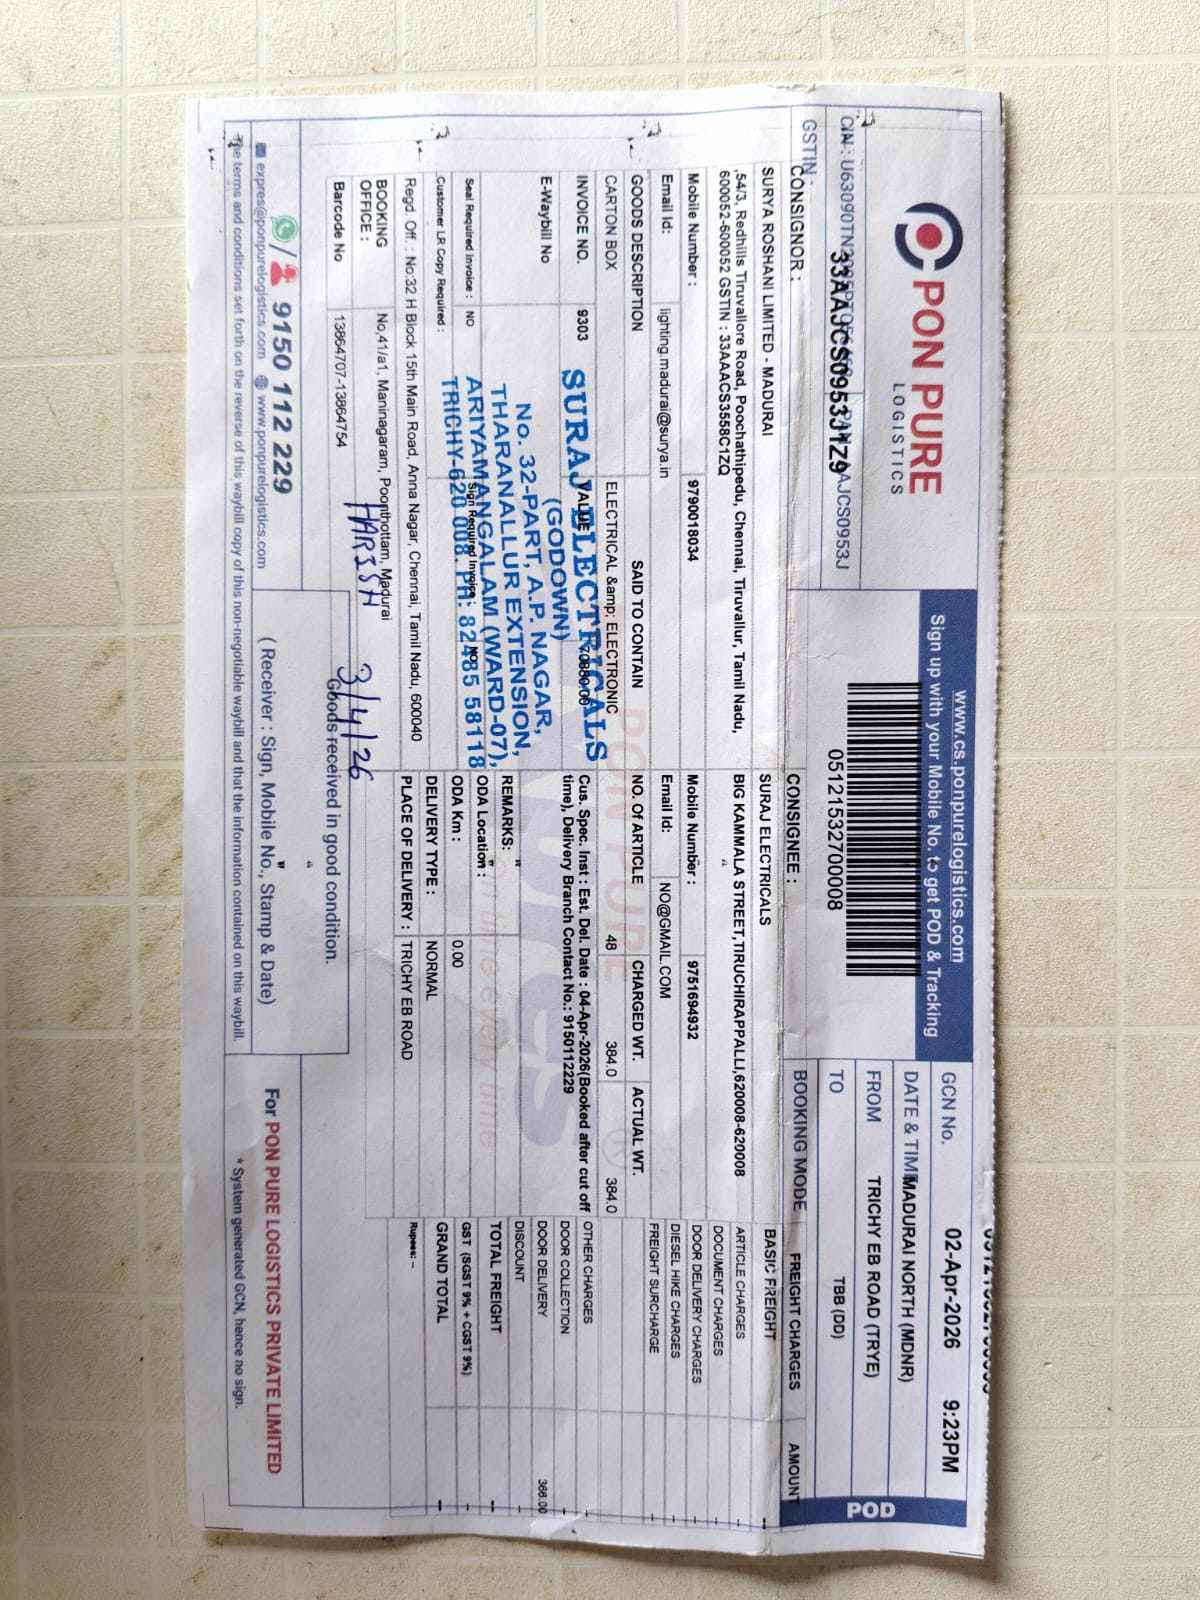 PON PURE
LOGISTICS
CIN : U63090TN
AAJCS0953J
GSTIN :
33AAJCS0953J1Z9
www.cs.ponpurelogistics.com
Sign up with your Mobile No. to get POD & Tracking
05121532700008
GCN No.
DATE & TIME
02-Apr-2026 9:23PM
FROM
MADURAI NORTH (MDNR)
TO
TRICHY EB ROAD (TRYE)
TBB (DD)
POD
CONSIGNOR :
SURYA ROSHANI LIMITED - MADURAI
,54/3, Redhills Tiruvallore Road, Poochathipedu, Chennai, Tiruvallur, Tamil Nadu,
600052-600052 GSTIN : 33AAACS3558C1ZQ
Mobile Number : 9790018034
Email Id: lighting.madurai@surya.in
CONSIGNEE :
SURAJ ELECTRICALS
BIG KAMMALA STREET,TIRUCHIRAPPALLI,620008-620008
Mobile Number : 9751694932
Email Id: NO@GMAIL.COM
BOOKING MODE FREIGHT CHARGES AMOUNT
BASIC FREIGHT --
ARTICLE CHARGES --
DOCUMENT CHARGES --
DOOR DELIVERY CHARGES --
DIESEL HIKE CHARGES --
FREIGHT SURCHARGE --
OTHER CHARGES --
DOOR COLLECTION --
DOOR DELIVERY 366.00
DISCOUNT --
TOTAL FREIGHT --
GST (SGST 9% + CGST 9%) --
GRAND TOTAL --
Rupees: --
GOODS DESCRIPTION SAID TO CONTAIN NO. Of ARTICLE CHARGED WT. ACTUAL WT.
CARTON BOX ELECTRICAL &amp; ELECTRONIC 48 384.0 384.0
INVOICE NO. 9303 VALUE 70880.00
E-Waybill No
Cus. Spec. Inst : Est. Del. Date : 04-Apr-2026(Booked after cut off
time), Delivery Branch Contact No.: 9150112229
SURAJ ELECTRICALS
(GODOWN)
No. 32-PART, A.P. NAGAR,
THARANALLUR EXTENSION,
ARIYAMANGALAM (WARD-07),
TRICHY-620 008. PH: 82485 58118
REMARKS:
Seal Required Invoice : NO Sign Required Invoice : NO
ODA Location :
Customer LR Copy Required :
ODA Km : 0.00
DELIVERY TYPE : NORMAL
Regd. Off. : No:32 H Block 15th Main Road, Anna Nagar, Chennai, Tamil Nadu, 600040
PLACE OF DELIVERY : TRICHY EB ROAD
BOOKING
OFFICE :
No,41/a1, Maninagaram, Poonthottam, Madurai
Barcode No 13864707-13864754
HARISH
3/4/26
Goods received in good condition.
9150 112 229
expres@ponpurelogistics.com www.ponpurelogistics.com
( Receiver : Sign, Mobile No., Stamp & Date)
For PON PURE LOGISTICS PRIVATE LIMITED
The terms and conditions set forth on the reverse of this waybill copy of this non-negotiable waybill and that the information contained on this waybill.
* System generated GCN, hence no sign.